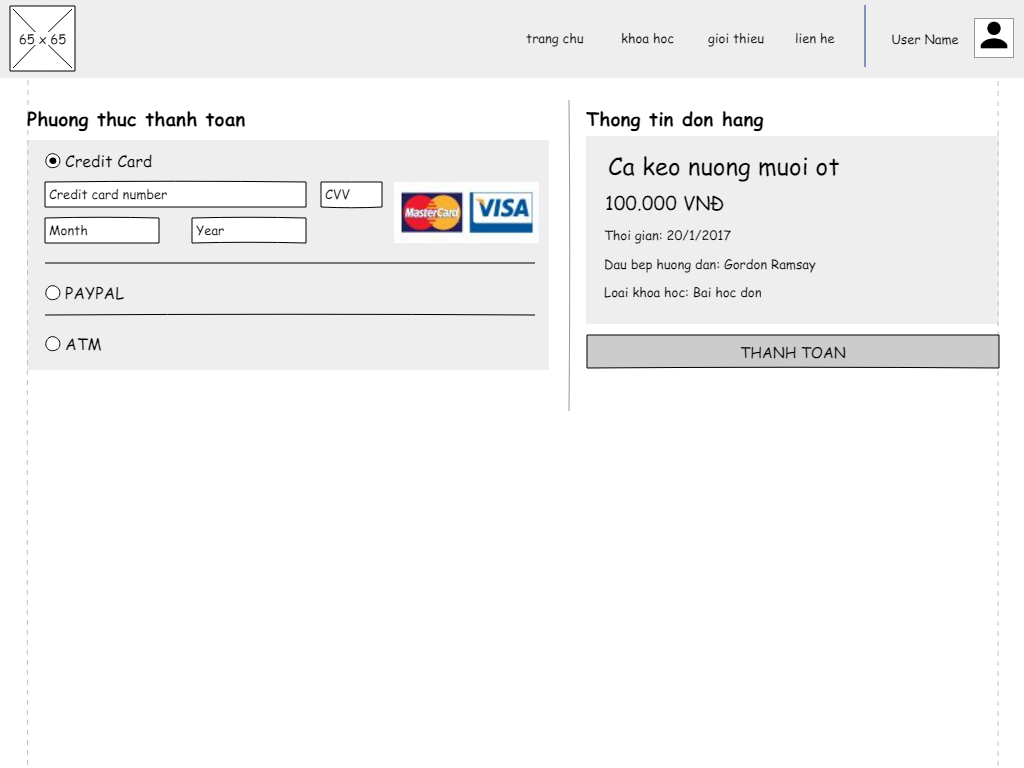 65 x 65
trang chu
khoa hoc
gioi thieu
lien he
User Name
Phuong thuc thanh toan
Credit Card
Credit card number
CVV
MasterCard
VISA
Month
Year
PAYPAL
ATM
Thong tin don hang
Ca keo nuong muoi ot
100.000 VNĐ
Thoi gian: 20/1/2017
Dau bep huong dan: Gordon Ramsay
Loai khoa hoc: Bai hoc don
THANH TOAN